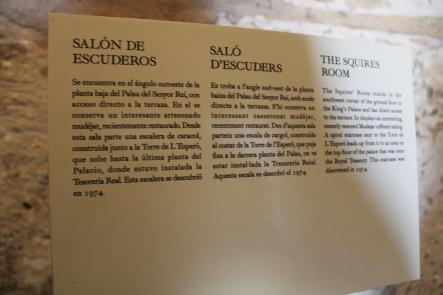 SALÓN DE
ESCUDEROS
Se encuentra en el ángulo suroeste de la
planta baja del Palau del Senyor Rei, con
acceso directo a la terraza. En el se
conserva un interesante artesonado
mudéjar, recientemente restaurado. Desde
esta sala parte una escalera de caracol,
construida junto a la Torre de L'Esperó,
que sube hasta la última planta del
Palacio, donde estuvo instalada la
Tesorería Real. Esta escalera se descubrió
en 1974.
SALÓ
D'ESCUDERS
Es troba a l'angle sud-oest de la planta
baixa del Palau del Senyor Rei, amb accés
directe a la terrassa. S'hi conserva un
interessant cassetonat mudèjar,
recentment restaurat. Des d'aquesta sala
parteix una escala de cargol, construïda
al costat de la Torre de l'Esperó, que puja
fins a la darrera planta del Palau, on va
estar instal·lada la Tresoreria Reial.
Aquesta escala es descobrí el 1974
THE SQUIRES
ROOM
The Squires' Room stands in the
southwest corner of the ground floor in
the King's Palace and has direct access
to the terrace. It displays an interesting,
recently restored Mudejar coffered ceiling.
A spiral staircase next to the Torre de
L'Esperó leads up from it to an area on
the top floor of the palace that was once
the Royal Treasury. This staircase was
discovered in 1974